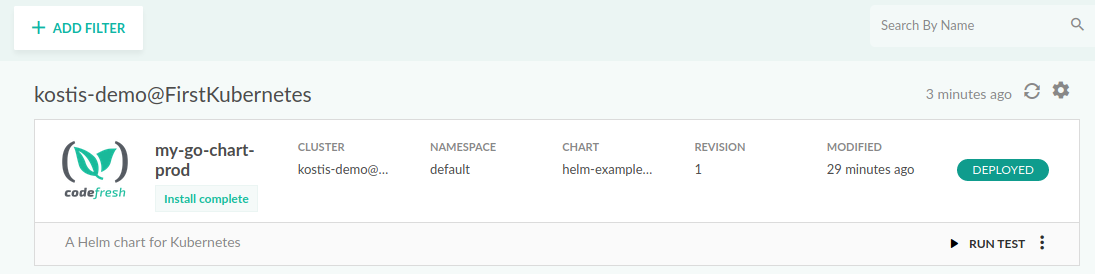 + ADD FILTER
Search By Name
kostis-demo@FirstKubernetes
3 minutes ago
my-go-chart-
prod
Install complete
codefresh
CLUSTER
kostis-demo@...
NAMESPACE
default
CHART
helm-example...
REVISION
1
MODIFIED
29 minutes ago
DEPLOYED
A Helm chart for Kubernetes
RUN TEST